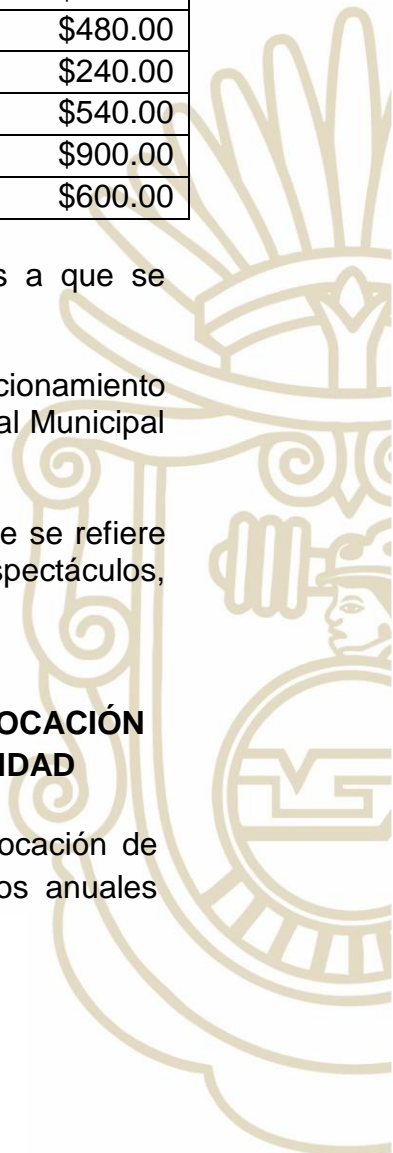 $480.00
$240.00
$540.00
$900.00
$600.00
s a que se
cionamiento
al Municipal
e se refiere
spectáculos,
OCACIÓN
IDAD
ocación de
os anuales